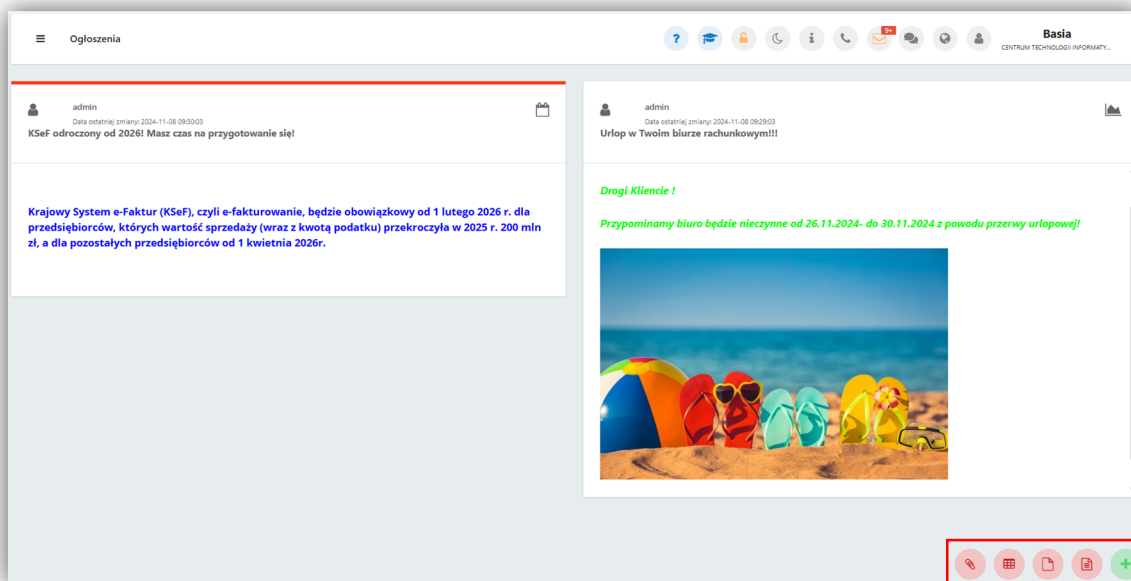 Ogłoszenia
?
9+
Basia
CENTRUM TECHNOLOGII INFORMATY...
admin
Data ostatniej zmiany: 2024-11-08 09:30:03
KSeF odroczony od 2026! Masz czas na przygotowanie się!
Krajowy System e-Faktur (KSeF), czyli e-fakturowanie, będzie obowiązkowy od 1 lutego 2026 r. dla
przedsiębiorców, których wartość sprzedaży (wraz z kwotą podatku) przekroczyła w 2025 r. 200 mln
zł, a dla pozostałych przedsiębiorców od 1 kwietnia 2026r.
admin
Data ostatniej zmiany: 2024-11-08 09:29:03
Urlop w Twoim biurze rachunkowym!!!
Drogi Kliencie !
Przypominamy biuro będzie nieczynne od 26.11.2024- do 30.11.2024 z powodu przerwy urlopowej!